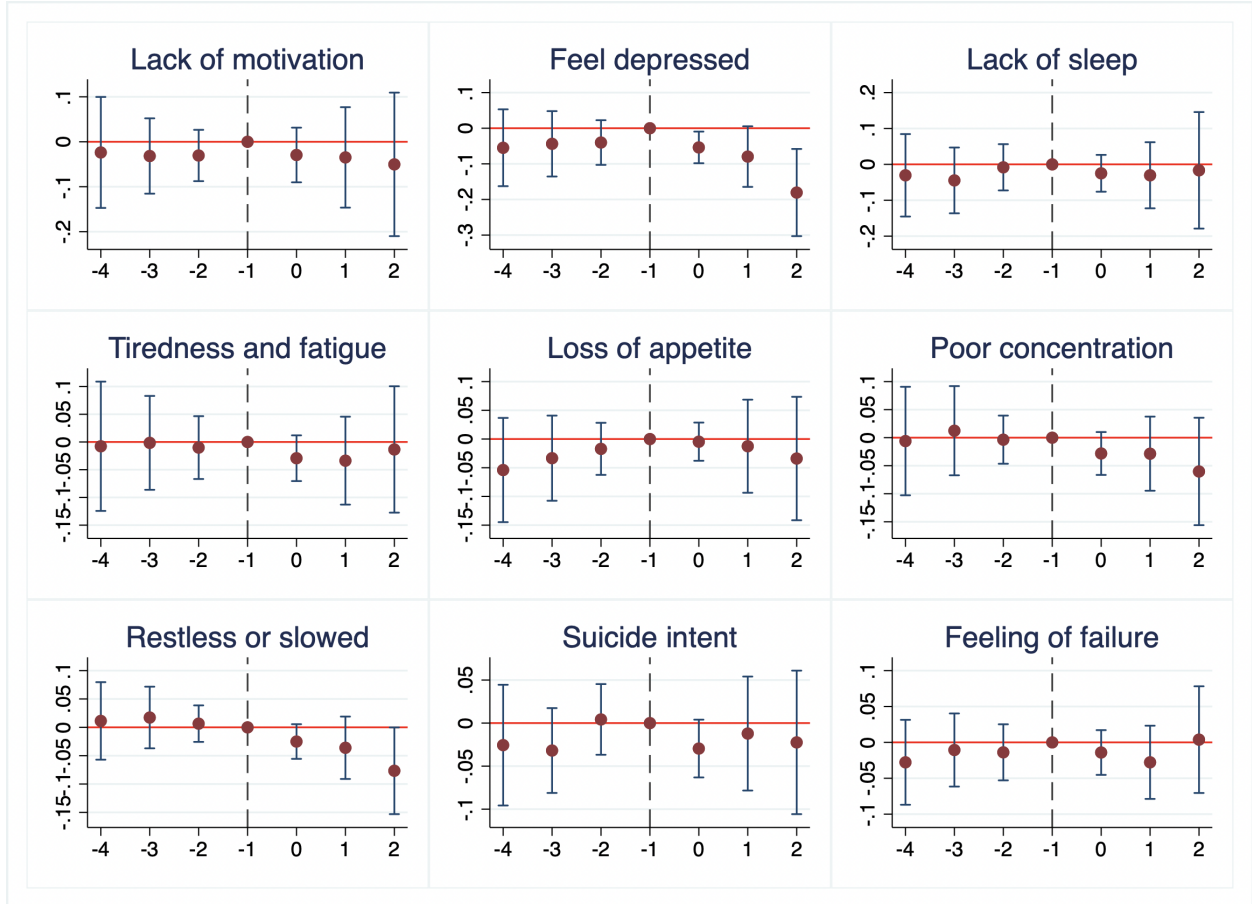 Lack of motivation
.1
0
-.1
-.2
-4 -3 -2 -1 0 1 2
Feel depressed
.1
0
-.1
-.2
-.3
-4 -3 -2 -1 0 1 2
Lack of sleep
.2
.1
0
-.1
-.2
-4 -3 -2 -1 0 1 2
Tiredness and fatigue
-.15 -.1 -.05 0 .05 .1
-4 -3 -2 -1 0 1 2
Loss of appetite
-.15 -.1 -.05 0 .05 .1
-4 -3 -2 -1 0 1 2
Poor concentration
-.15 -.1 -.05 0 .05 .1
-4 -3 -2 -1 0 1 2
Restless or slowed
-.15 -.1 -.05 0 .05 .1
-4 -3 -2 -1 0 1 2
Suicide intent
.05
0
-.05
-.1
-4 -3 -2 -1 0 1 2
Feeling of failure
.1
.05
0
-.05
-.1
-4 -3 -2 -1 0 1 2